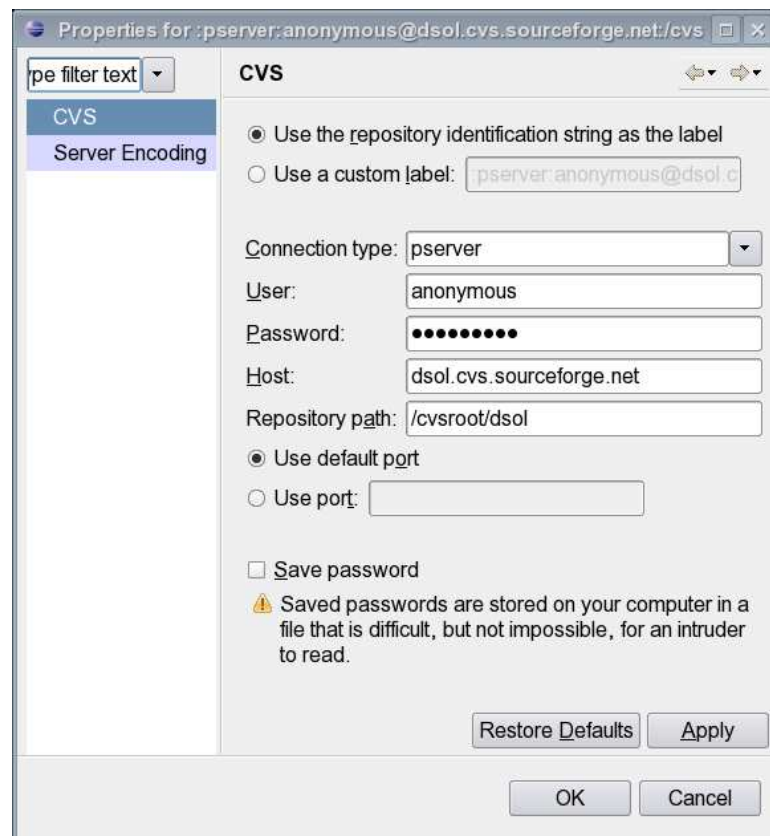 Properties for :pserver:anonymous@dsol.cvs.sourceforge.net:/cvs
ype filter text
CVS
Server Encoding
CVS
Use the repository identification string as the label
Use a custom label: :pserver:anonymous@dsol.c
Connection type: pserver
User: anonymous
Password: •••••••••
Host: dsol.cvs.sourceforge.net
Repository path: /cvsroot/dsol
Use default port
Use port:
Save password
Saved passwords are stored on your computer in a
file that is difficult, but not impossible, for an intruder
to read.
Restore Defaults Apply
OK Cancel